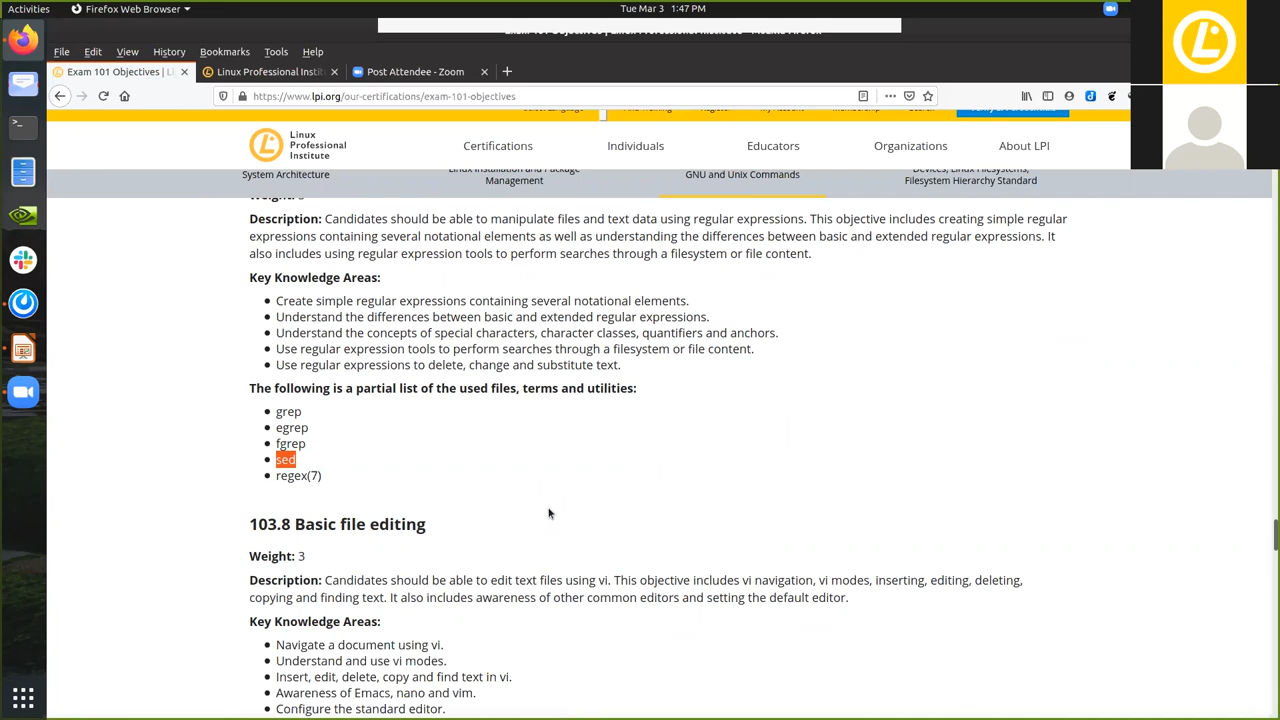 Activities
Firefox Web Browser
Tue Mar 3 1:47 PM
File Edit View History Bookmarks Tools Help
Exam 101 Objectives | Li
Linux Professional Instit
Post Attendee - Zoom
https://www.lpi.org/our-certifications/exam-101-objectives
Linux
Professional
Institute
Certifications
Individuals
Educators
Organizations
About LPI
System Architecture
Linux Installation and Package
Management
GNU and Unix Commands
Devices, Linux Filesystems,
Filesystem Hierarchy Standard
Description: Candidates should be able to manipulate files and text data using regular expressions. This objective includes creating simple regular
expressions containing several notational elements as well as understanding the differences between basic and extended regular expressions. It
also includes using regular expression tools to perform searches through a filesystem or file content.
Key Knowledge Areas:
Create simple regular expressions containing several notational elements.
Understand the differences between basic and extended regular expressions.
Understand the concepts of special characters, character classes, quantifiers and anchors.
Use regular expression tools to perform searches through a filesystem or file content.
Use regular expressions to delete, change and substitute text.
The following is a partial list of the used files, terms and utilities:
grep
egrep
fgrep
sed
regex(7)
103.8 Basic file editing
Weight: 3
Description: Candidates should be able to edit text files using vi. This objective includes vi navigation, vi modes, inserting, editing, deleting,
copying and finding text. It also includes awareness of other common editors and setting the default editor.
Key Knowledge Areas:
Navigate a document using vi.
Understand and use vi modes.
Insert, edit, delete, copy and find text in vi.
Awareness of Emacs, nano and vim.
Configure the standard editor.